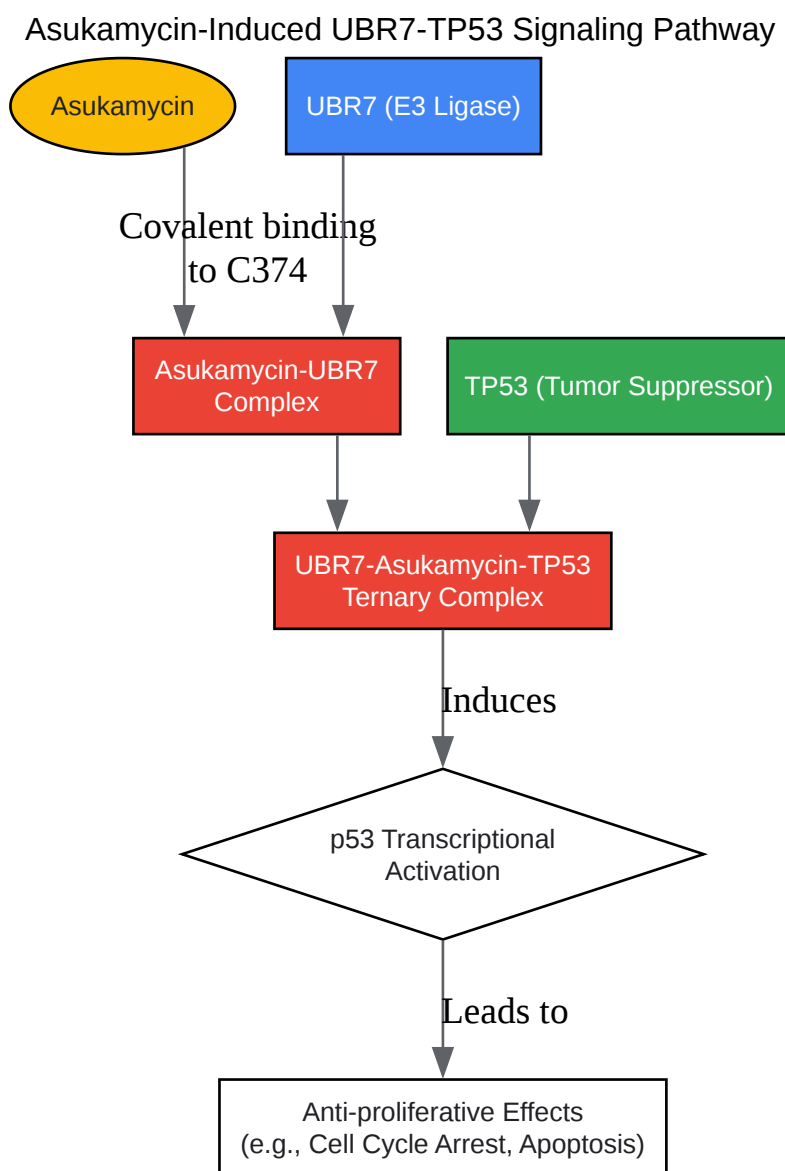 Asukamycin-Induced UBR7-TP53 Signaling Pathway
Asukamycin
UBR7 (E3 Ligase)
Covalent binding
to C374
Asukamycin-UBR7
Complex
TP53 (Tumor Suppressor)
UBR7-Asukamycin-TP53
Ternary Complex
Induces
p53 Transcriptional
Activation
Leads to
Anti-proliferative Effects
(e.g., Cell Cycle Arrest, Apoptosis)